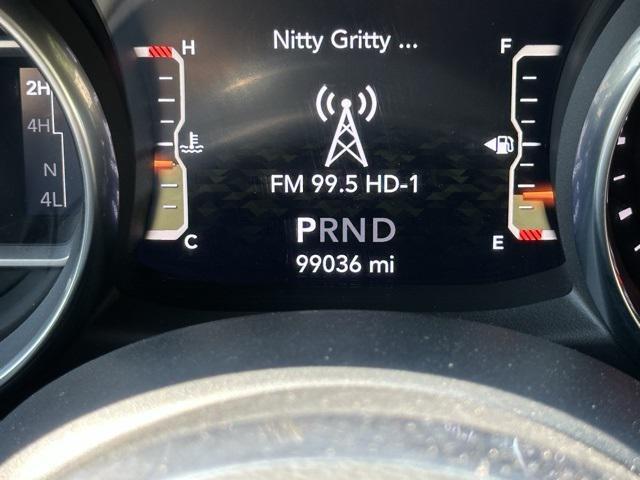 Nitty Gritty ...
H
F
2H
4H
N
4L
FM 99.5 HD-1
PRND
C
E
99036 mi